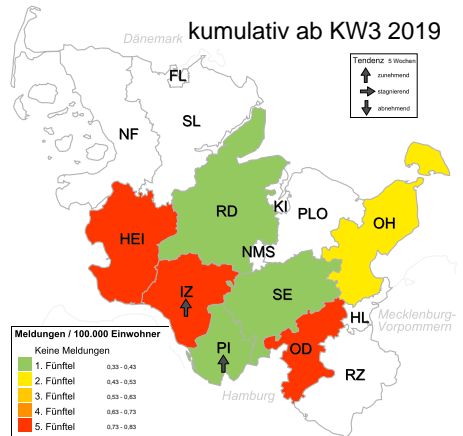 kumulativ ab KW3 2019
Dänemark
Tendenz 5 Wochen
zunehmend
stagnierend
abnehmend
FL
SL
NF
RD
KI
PLO
OH
HEI
NMS
IZ
SE
HL
Mecklenburg-
Vorpommern
PI
OD
RZ
Hamburg
Meldungen / 100.000 Einwohner
Keine Meldungen
1. Fünftel 0,33 - 0,43
2. Fünftel 0,43 - 0,53
3. Fünftel 0,53 - 0,63
4. Fünftel 0,63 - 0,73
5. Fünftel 0,73 - 0,83